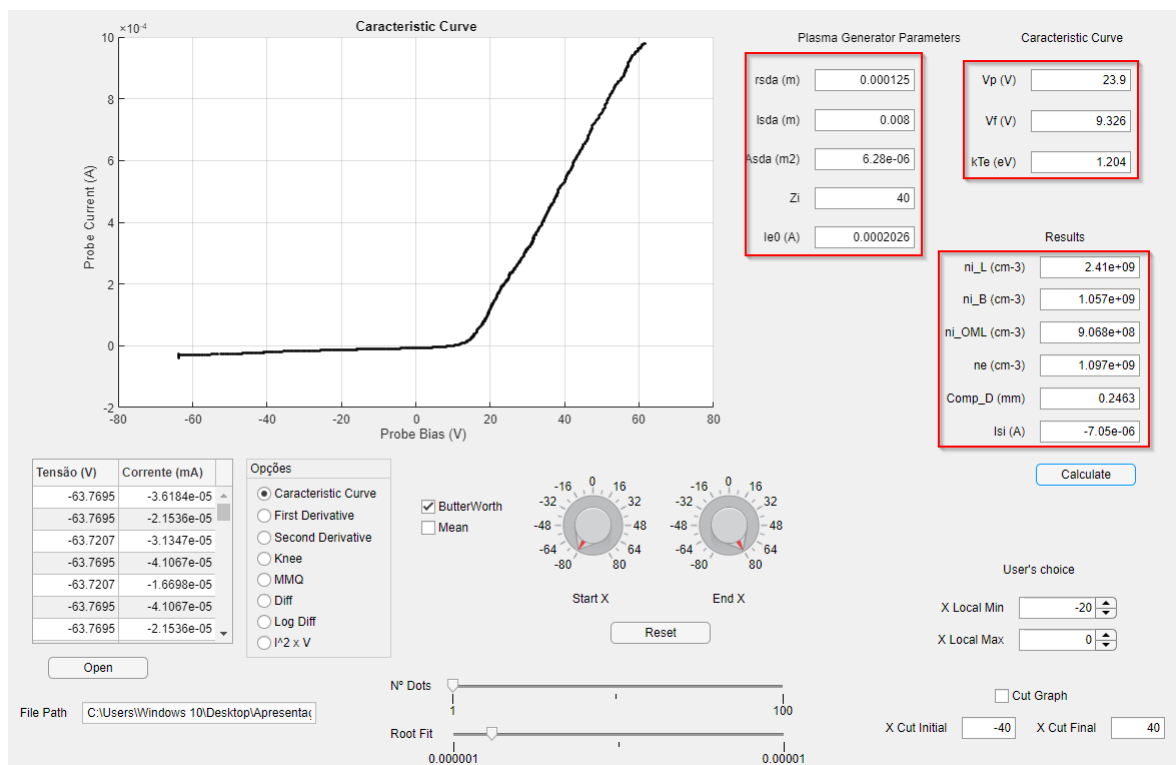 Caracteristic Curve
×10-4
10
8
6
4
2
0
-2
-80 -60 -40 -20 0 20 40 60 80
Probe Current (A)
Probe Bias (V)
Plasma Generator Parameters
rsda (m) 0.000125
lsda (m) 0.008
Asda (m2) 6.28e-06
Zi 40
Ie0 (A) 0.0002026
Caracteristic Curve
Vp (V) 23.9
Vf (V) 9.326
kTe (eV) 1.204
Results
ni_L (cm-3) 2.41e+09
ni_B (cm-3) 1.057e+09
ni_OML (cm-3) 9.068e+08
ne (cm-3) 1.097e+09
Comp_D (mm) 0.2463
Isi (A) -7.05e-06
Calculate
Tensão (V) Corrente (mA)
-63.7695 -3.6184e-05
-63.7695 -2.1536e-05
-63.7207 -3.1347e-05
-63.7695 -4.1067e-05
-63.7207 -1.6698e-05
-63.7695 -4.1067e-05
-63.7695 -2.1536e-05
Open
File Path C:\Users\Windows 10\Desktop\Apresentaç
Opções
Caracteristic Curve
First Derivative
Second Derivative
Knee
MMQ
Diff
Log Diff
I^2 x V
ButterWorth
Mean
-80 -64 -48 -32 -16 0 16 32 48 64 80
Start X
-80 -64 -48 -32 -16 0 16 32 48 64 80
End X
Reset
Nº Dots
1 100
Root Fit
0.000001 0.00001
User's choice
X Local Min -20
X Local Max 0
Cut Graph
X Cut Initial -40 X Cut Final 40